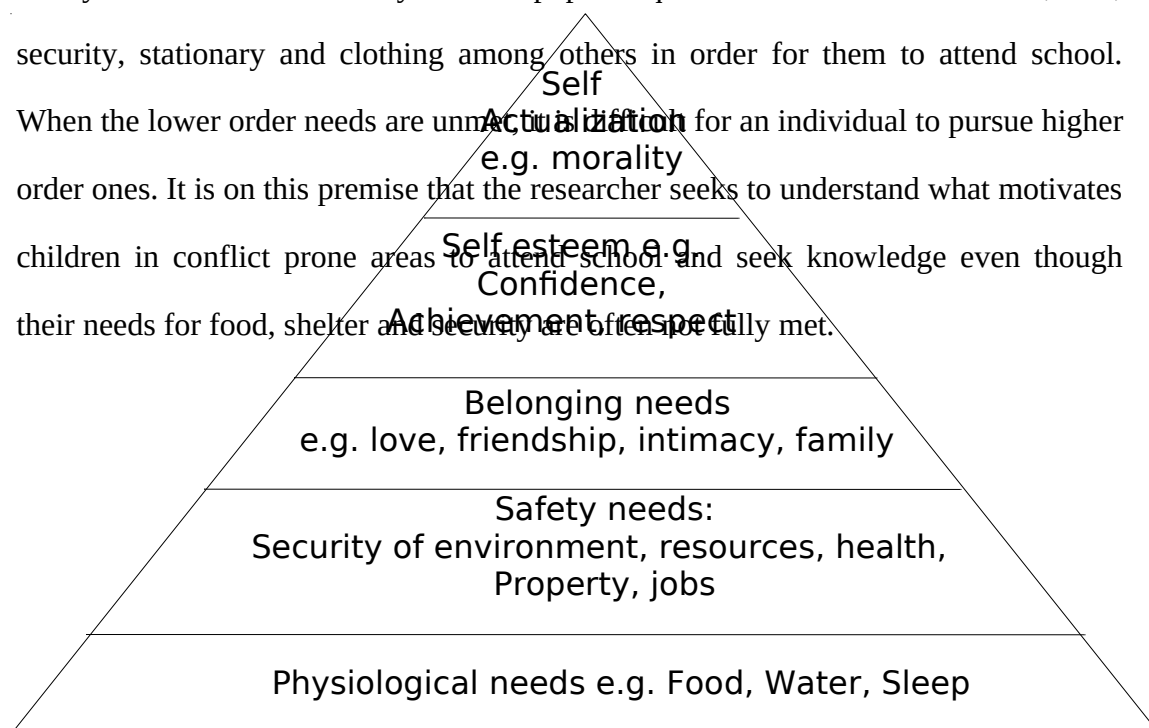 security, stationary and clothing among others in order for them to attend school.
When the lower order needs are unmet, it is difficult for an individual to pursue higher
order ones. It is on this premise that the researcher seeks to understand what motivates
children in conflict prone areas to attend school and seek knowledge even though
their needs for food, shelter and security are often not fully met.
Self
Actualization
e.g. morality
Self esteem e.g.
Confidence,
Achievement, respect
Belonging needs
e.g. love, friendship, intimacy, family
Safety needs:
Security of environment, resources, health,
Property, jobs
Physiological needs e.g. Food, Water, Sleep